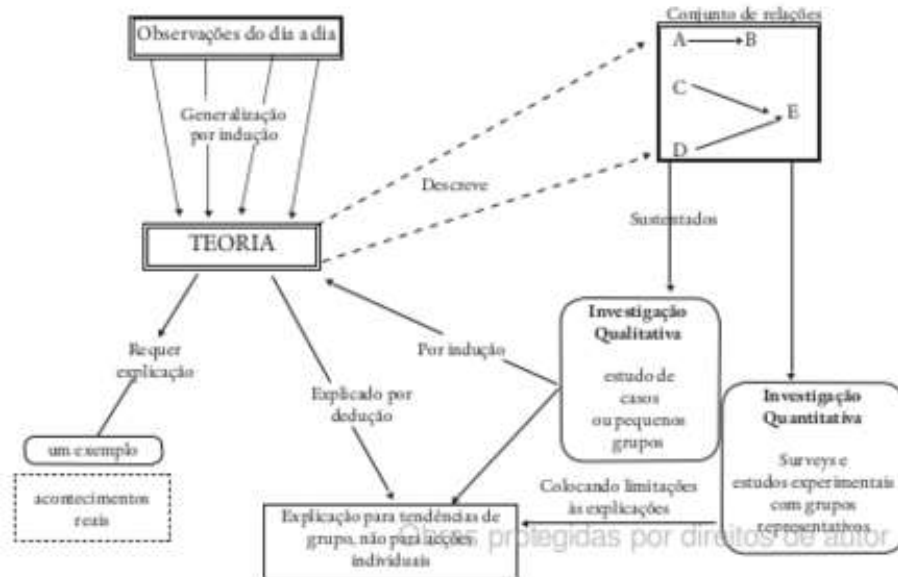 Conjunto de relações
Observações do dia a dia
A
B
C
E
D
Generalização
por indução
Descreve
TEORIA
Sustentados
Investigação
Qualitativa
estudo de
casos
ou pequenos
grupos
Por indução
Requer
explicação
Explicado por
dedução
Investigação
Quantitativa
Surveys e
estudos experimentais
com grupos
representativos
um exemplo
acontecimentos
reais
Colocando limitações
às explicações
Explicação para tendências de
grupo, não para acções
individuais
protegidas por direitos de autor